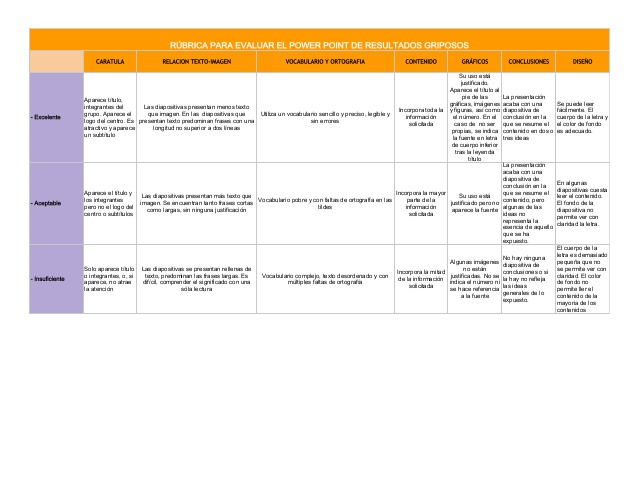 RÚBRICA PARA EVALUAR EL POWER POINT DE RESULTADOS GRIPOSOS
CARATULA
RELACION TEXTO-IMAGEN
VOCABULARIO Y ORTOGRAFIA
CONTENIDO
GRÁFICOS
CONCLUSIONES
DISEÑO
- Excelente
Aparece título,
integrantes del
grupo. Aparece el
logo del centro. Es
atractivo y aparece
un subtítulo
Las diapositivas presentan menos texto
que imagen. En las diapositivas que
presentan texto predominan frases con una
longitud no superior a dos líneas
Utiliza un vocabulario sencillo y preciso, legible y
sin errores
Incorpora toda la
información
solicitada
Su uso está
justificado.
Aparece el título al
pie de las
gráficas, imágenes
y figuras, así como
el número. En el
caso de no ser
propias, se indica
la fuente en letra
de cuerpo inferior
tras la leyenda
título
La presentación
acaba con una
diapositiva de
conclusión en la
que se resume el
contenido en dos o
tres ideas
Se puede leer
fácilmente. El
cuerpo de la letra y
el color de fondo
es adecuado.
- Aceptable
Aparece el título y
los integrantes
pero no el logo del
centro o subtítulos
Las diapositivas presentan más texto que
imagen. Se encuentran tanto frases cortas
como largas, sin ninguna justificación
Vocabulario pobre y con faltas de ortografía en las
tildes
Incorpora la mayor
parte de la
información
solicitada
Su uso está
justificado pero no
aparece la fuente
La presentación
acaba con una
diapositiva de
conclusión en la
que se resume el
contenido, pero
algunas de las
ideas no
representa la
esencia de aquello
que se ha
expuesto.
En algunas
diapositivas cuesta
leer el contenido.
El fondo de la
diapositiva no
permite ver con
claridad la letra.
- Insuficiente
Solo aparece título
o integrantes, o, si
aparece, no atrae
la atención
Las diapositivas se presentan rellenas de
texto, predominan las frases largas. Es
difícil, comprender el significado con una
sóla lectura
Vocabulario complejo, texto desordenado y con
múltiples faltas de ortografía
Incorpora la mitad
de la información
solicitada
Algunas imágenes
no están
justificadas. No se
indica el número ni
se hace referencia
a la fuente
No hay ninguna
diapositiva de
conclusiones o si
la hay no refleja
las ideas
generales de lo
expuesto.
El cuerpo de la
letra es demasiado
pequeña que no
se permite ver con
claridad. El color
de fondo no
permite ller el
contenido de la
mayoria de los
contenidos